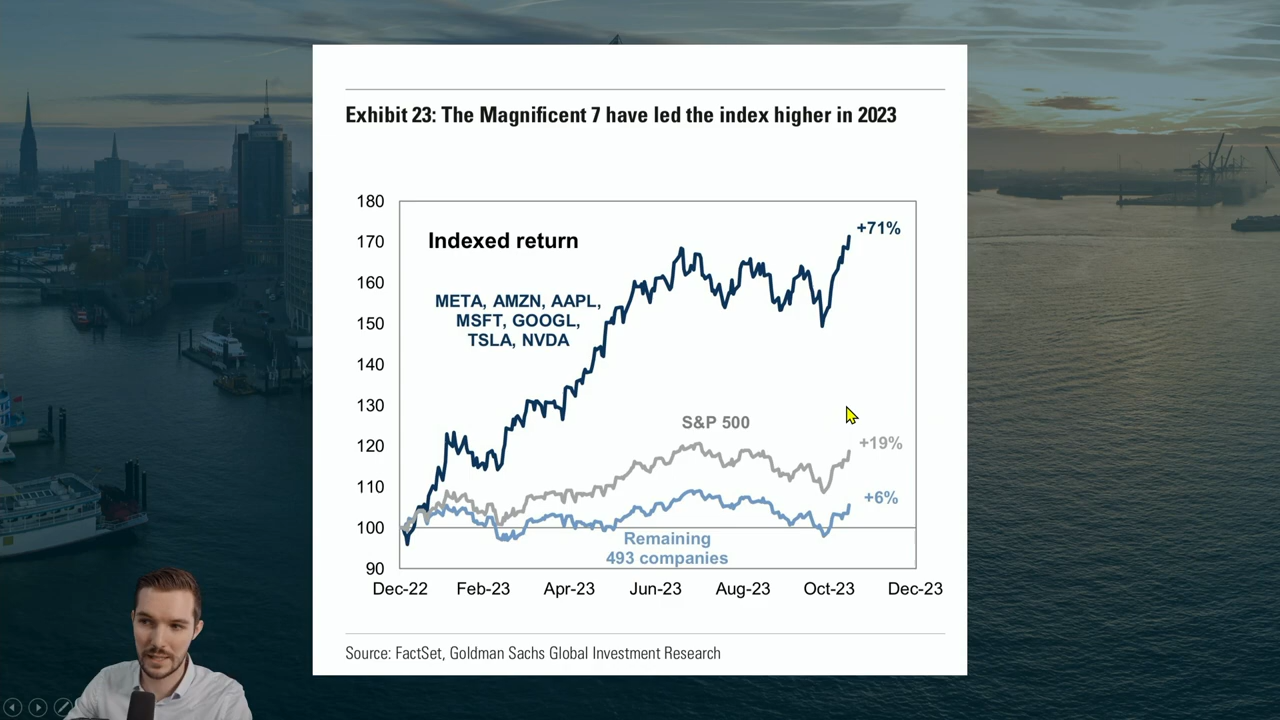 Exhibit 23: The Magnificent 7 have led the index higher in 2023
180
170
160
150
140
130
120
110
100
90
Indexed return
META, AMZN, AAPL,
MSFT, GOOGL,
TSLA, NVDA
+71%
S&P 500
+19%
+6%
Remaining
493 companies
Dec-22 Feb-23 Apr-23 Jun-23 Aug-23 Oct-23 Dec-23
Source: FactSet, Goldman Sachs Global Investment Research